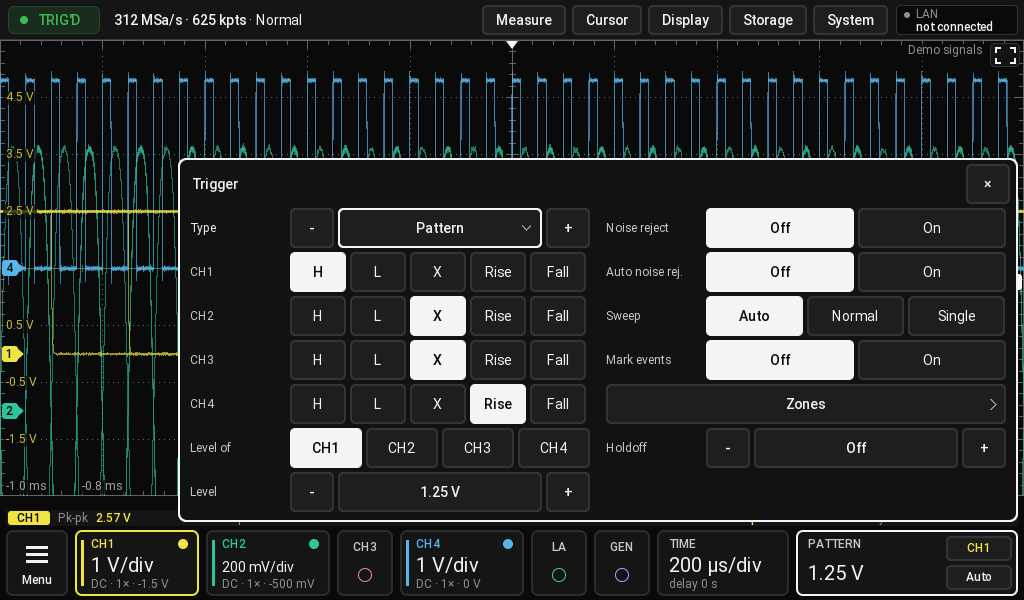 TRIG'D
312 MSa/s · 625 kpts · Normal
Measure
Cursor
Display
Storage
System
LAN
not connected
Demo signals
4.5 V
3.5 V
2.5 V
4
0.5 V
1
-0.5 V
2
-1.5 V
-1.0 ms
-0.8 ms
Trigger
×
Type
-
Pattern
+
Noise reject
Off
On
CH1
H
L
X
Rise
Fall
Auto noise rej.
Off
On
CH2
H
L
X
Rise
Fall
Sweep
Auto
Normal
Single
CH3
H
L
X
Rise
Fall
Mark events
Off
On
CH4
H
L
X
Rise
Fall
Zones
Level of
CH1
CH2
CH3
CH4
Holdoff
-
Off
+
Level
-
1.25 V
+
CH1
Pk-pk 2.57 V
Menu
CH1
1 V/div
DC · 1× · -1.5 V
CH2
200 mV/div
DC · 1× · -500 mV
CH3
CH4
1 V/div
DC · 1× · 0 V
LA
GEN
TIME
200 µs/div
delay 0 s
PATTERN
1.25 V
CH1
Auto